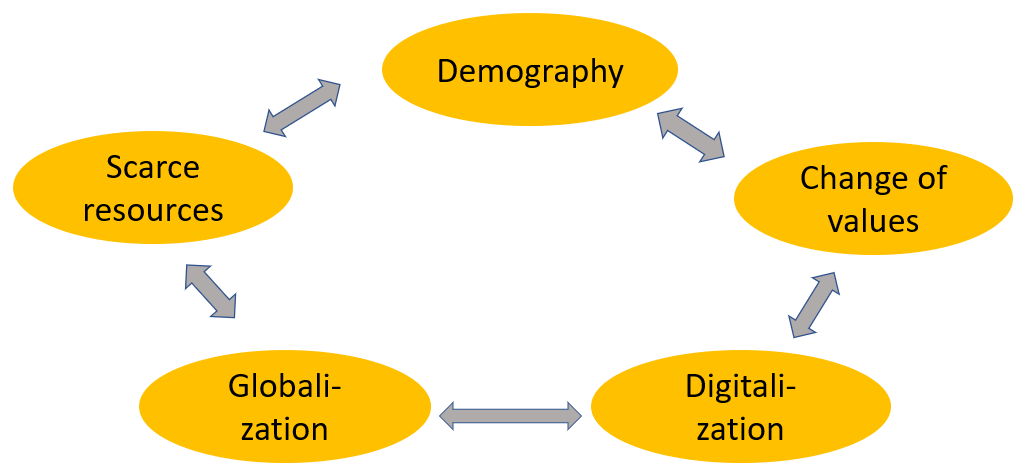 Demography
Scarce
resources
Change of
values
Globali-
zation
Digitali-
zation